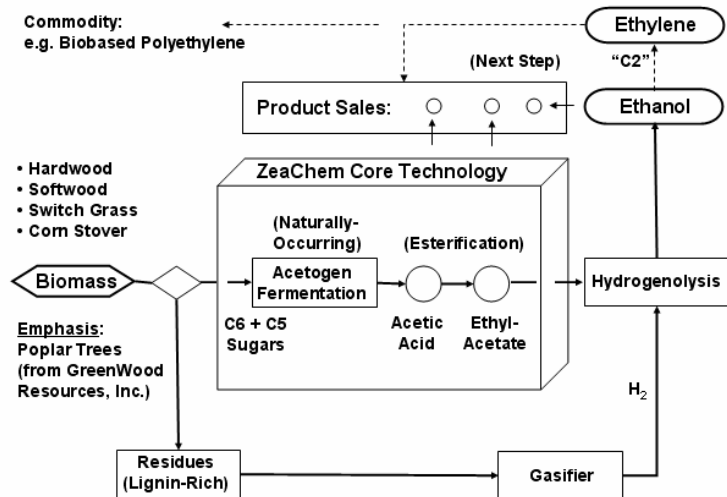 Commodity:
e.g. Biobased Polyethylene
Ethylene
(Next Step)
“C2”
Product Sales:
Ethanol
• Hardwood
• Softwood
• Switch Grass
• Corn Stover
ZeaChem Core Technology
(Naturally-
Occurring)
(Esterification)
Biomass
Acetogen
Fermentation
Hydrogenolysis
C6 + C5
Sugars
Acetic
Acid
Ethyl-
Acetate
Emphasis:
Poplar Trees
(from GreenWood
Resources, Inc.)
H2
Residues
(Lignin-Rich)
Gasifier